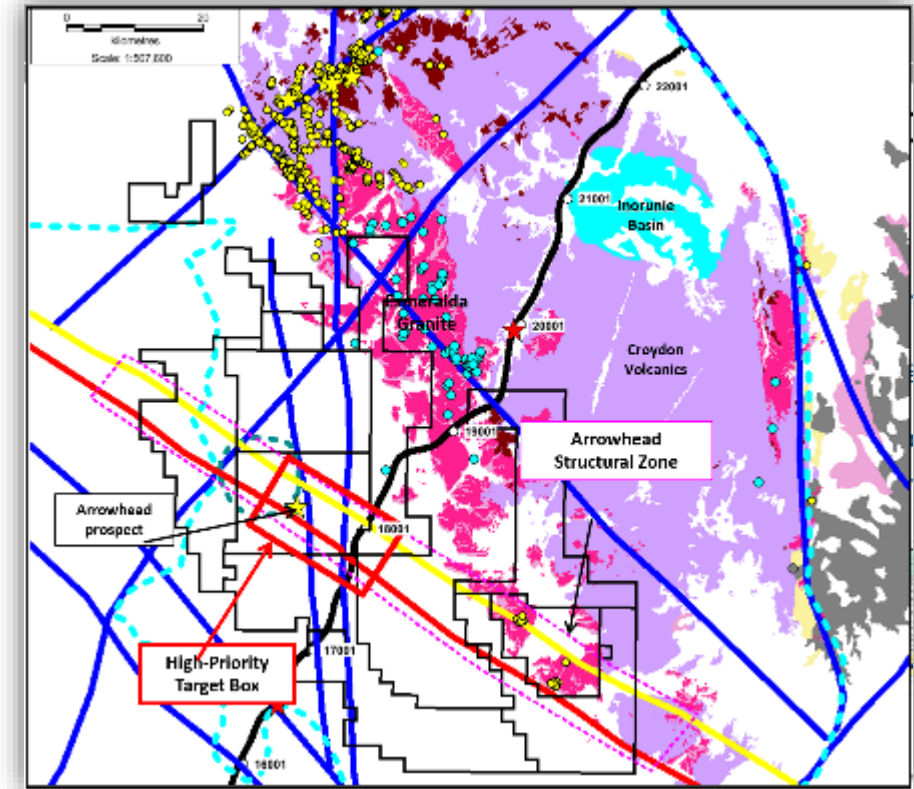 0 20
kilometres
Scale: 1:507,600
22001
21001
Inorunie
Basin
Esmeralda
Granite
20001
Croydon
Volcanics
19001
Arrowhead
Structural Zone
Arrowhead
prospect
18001
17001
High-Priority
Target Box
16001